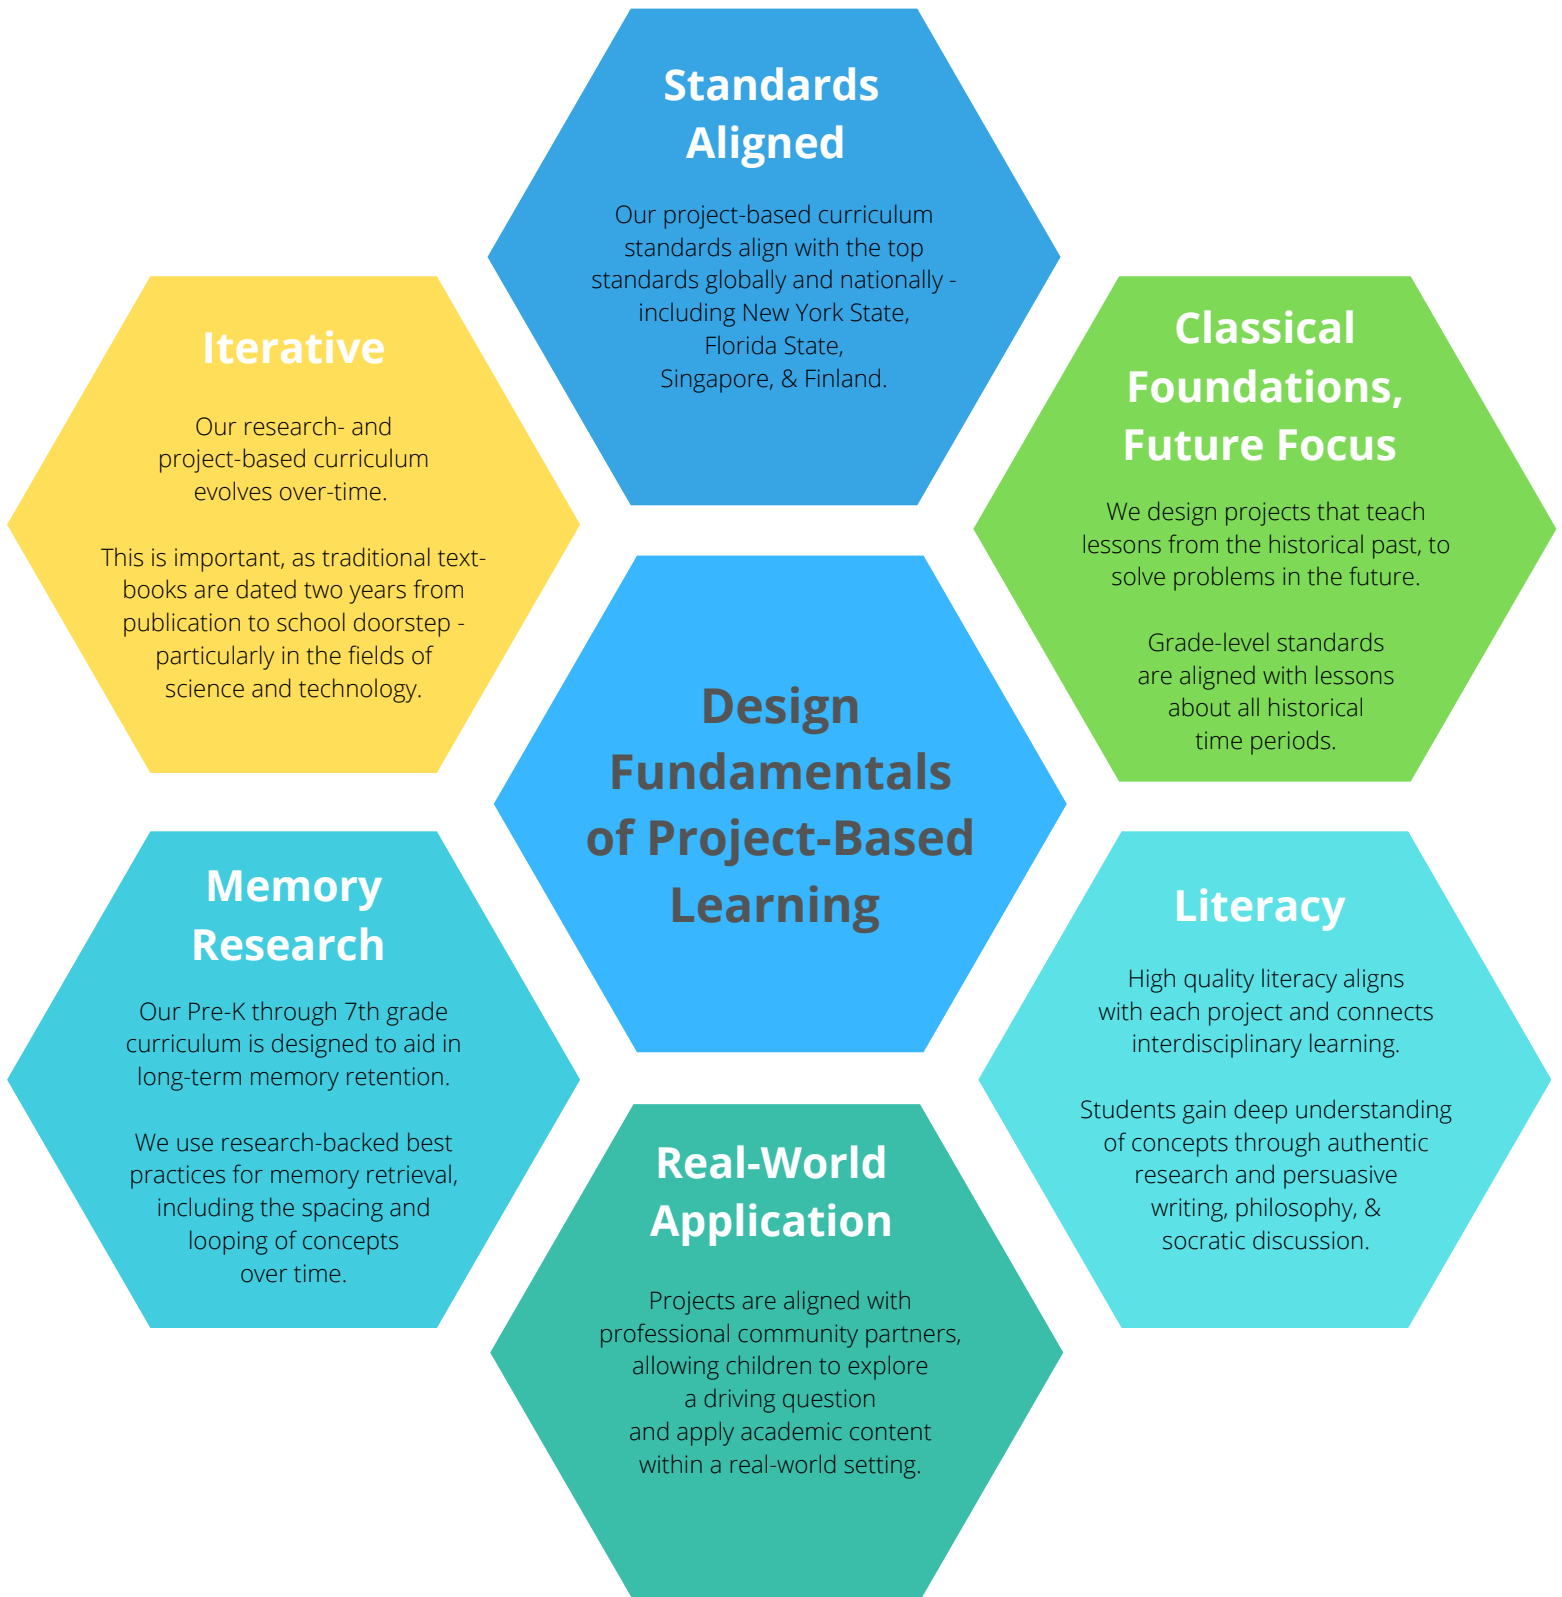 Standards
Aligned
Our project-based curriculum
standards align with the top
standards globally and nationally -
including New York State,
Florida State,
Singapore, & Finland.
Iterative
Our research- and
project-based curriculum
evolves over-time.
This is important, as traditional text-
books are dated two years from
publication to school doorstep -
particularly in the fields of
science and technology.
Classical
Foundations,
Future Focus
We design projects that teach
lessons from the historical past, to
solve problems in the future.
Grade-level standards
are aligned with lessons
about all historical
time periods.
Design
Fundamentals
of Project-Based
Learning
Memory
Research
Our Pre-K through 7th grade
curriculum is designed to aid in
long-term memory retention.
We use research-backed best
practices for memory retrieval,
including the spacing and
looping of concepts
over time.
Literacy
High quality literacy aligns
with each project and connects
interdisciplinary learning.
Students gain deep understanding
of concepts through authentic
research and persuasive
writing, philosophy, &
socratic discussion.
Real-World
Application
Projects are aligned with
professional community partners,
allowing children to explore
a driving question
and apply academic content
within a real-world setting.